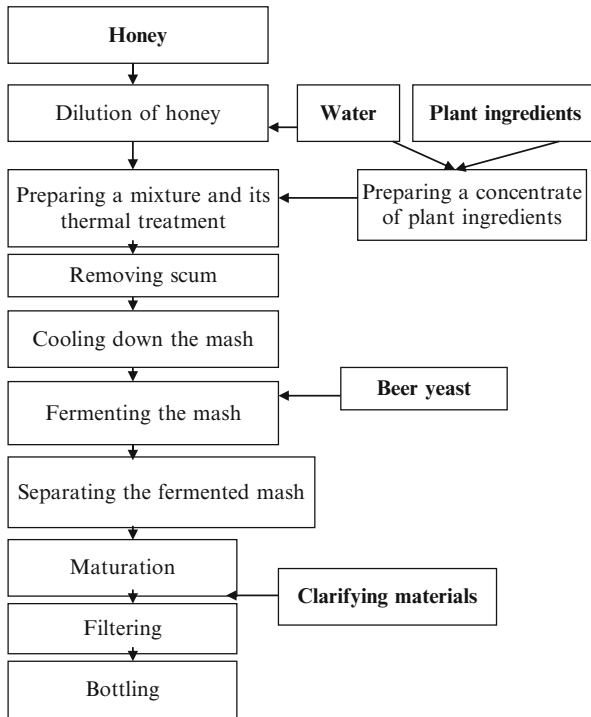 Honey
Dilution of honey
Water
Plant ingredients
Preparing a mixture and its
thermal treatment
Preparing a concentrate
of plant ingredients
Removing scum
Cooling down the mash
Fermenting the mash
Beer yeast
Separating the fermented mash
Maturation
Clarifying materials
Filtering
Bottling